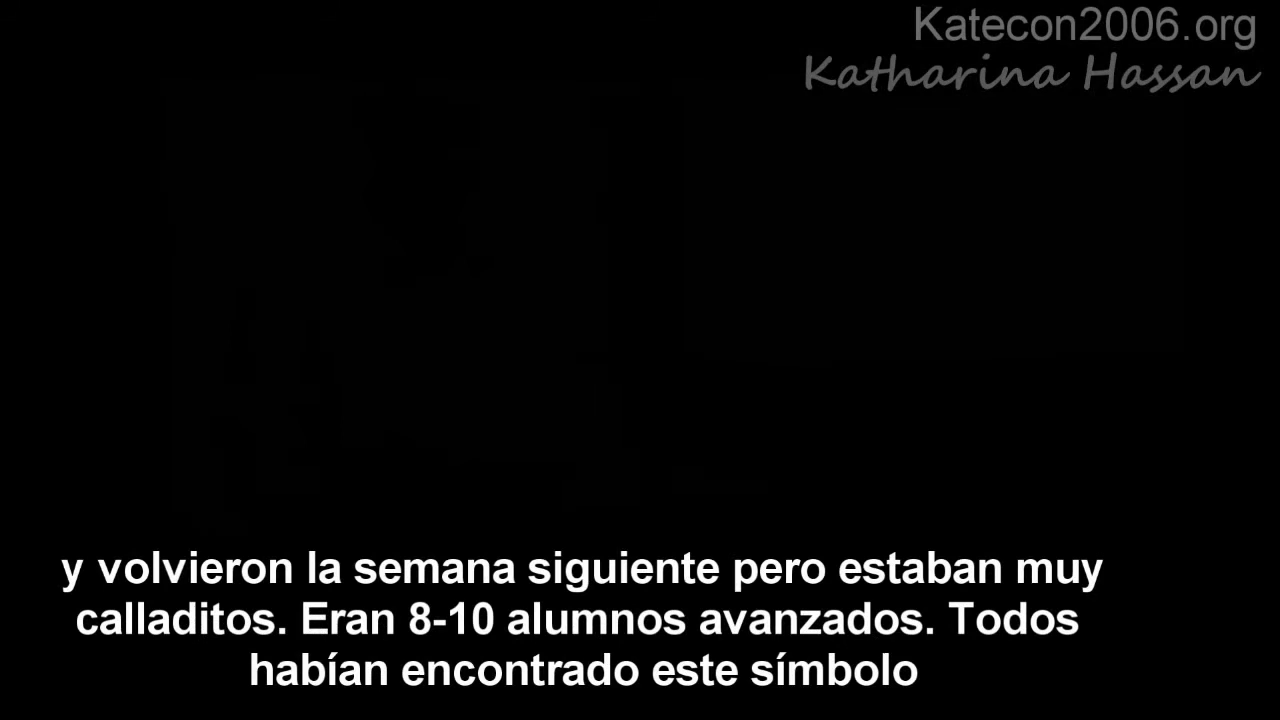 Katecon2006.org
Katharina Hassan
y volvieron la semana siguiente pero estaban muy
calladitos. Eran 8-10 alumnos avanzados. Todos
habían encontrado este símbolo